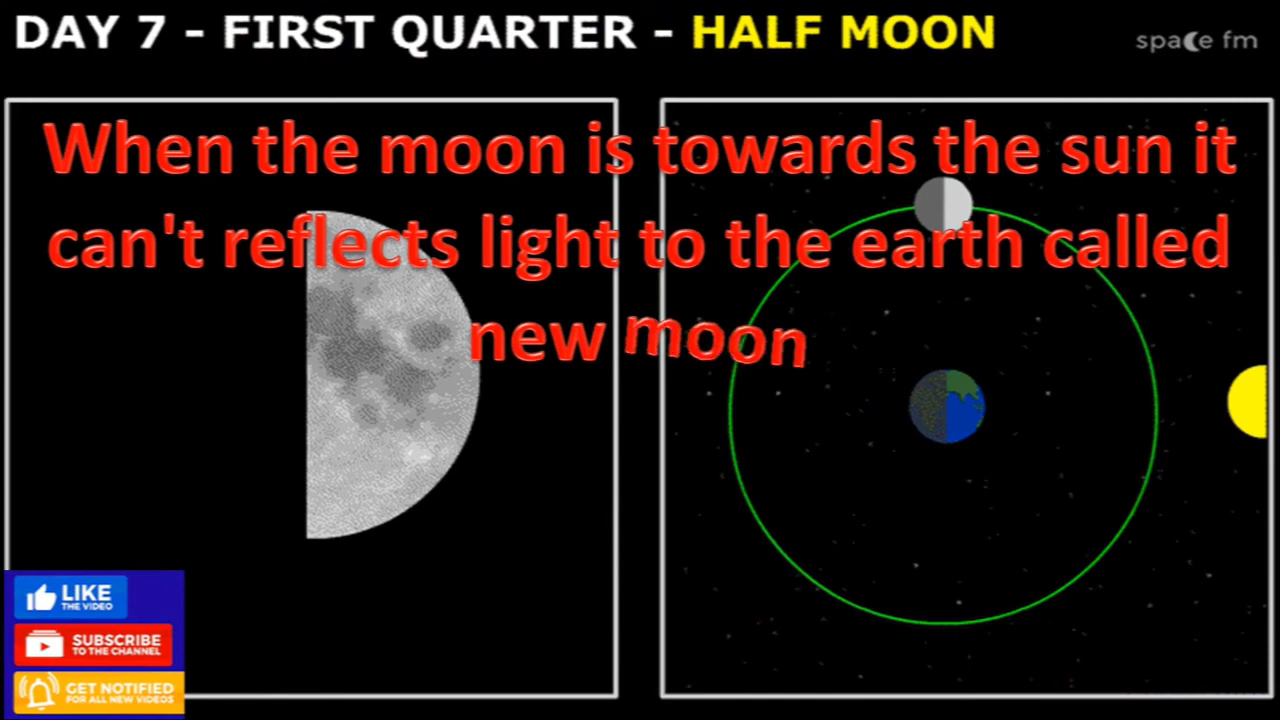 DAY 7 - FIRST QUARTER - HALF MOON
space fm
When the moon is towards the sun it
can't reflects light to the earth called
new moon
LIKE
THE VIDEO
SUBSCRIBE
TO THE CHANNEL
GET NOTIFIED
FOR ALL NEW VIDEOS